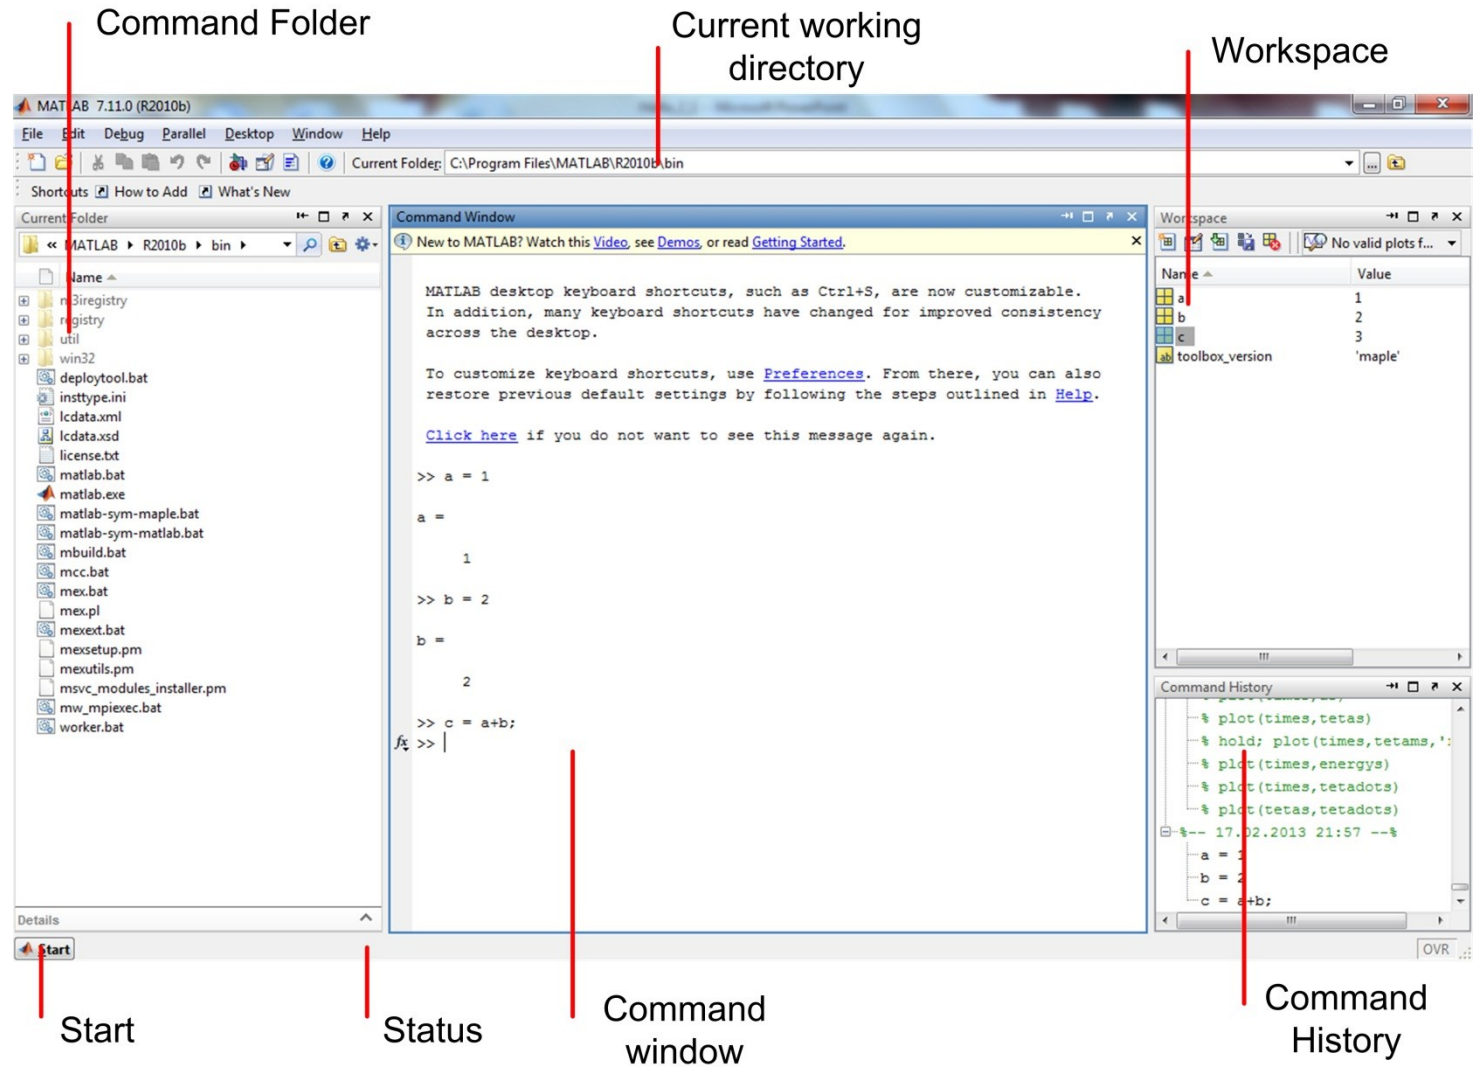 Command Folder
Current working
directory
Workspace
MATLAB 7.11.0 (R2010b)
File Edit Debug Parallel Desktop Window Help
Current Folder: C:\Program Files\MATLAB\R2010b\bin
Shortcuts How to Add What's New
Current Folder
« MATLAB R2010b bin
Name
m3iregistry
registry
util
win32
deploytool.bat
insttype.ini
lcdata.xml
lcdata.xsd
license.txt
matlab.bat
matlab.exe
matlab-sym-maple.bat
matlab-sym-matlab.bat
mbuild.bat
mcc.bat
mex.bat
mex.pl
mexext.bat
mexsetup.pm
mexutils.pm
msvc_modules_installer.pm
mw_mpiexec.bat
worker.bat
Details
Command Window
New to MATLAB? Watch this Video, see Demos, or read Getting Started.
MATLAB desktop keyboard shortcuts, such as Ctrl+S, are now customizable.
In addition, many keyboard shortcuts have changed for improved consistency
across the desktop.
To customize keyboard shortcuts, use Preferences. From there, you can also
restore previous default settings by following the steps outlined in Help.
Click here if you do not want to see this message again.
>> a = 1
a =
1
>> b = 2
b =
2
>> c = a+b;
fx >>
Workspace
No valid plots f...
Name Value
a 1
b 2
c 3
ab toolbox_version 'maple'
Command History
% plot(times,tetas)
% hold; plot(times,tetams,':
% plot(times,energys)
% plot(times,tetadots)
% plot(tetas,tetadots)
%-- 17.02.2013 21:57 --%
a = 1
b = 2
c = a+b;
Start
OVR
Start
Status
Command
window
Command
History